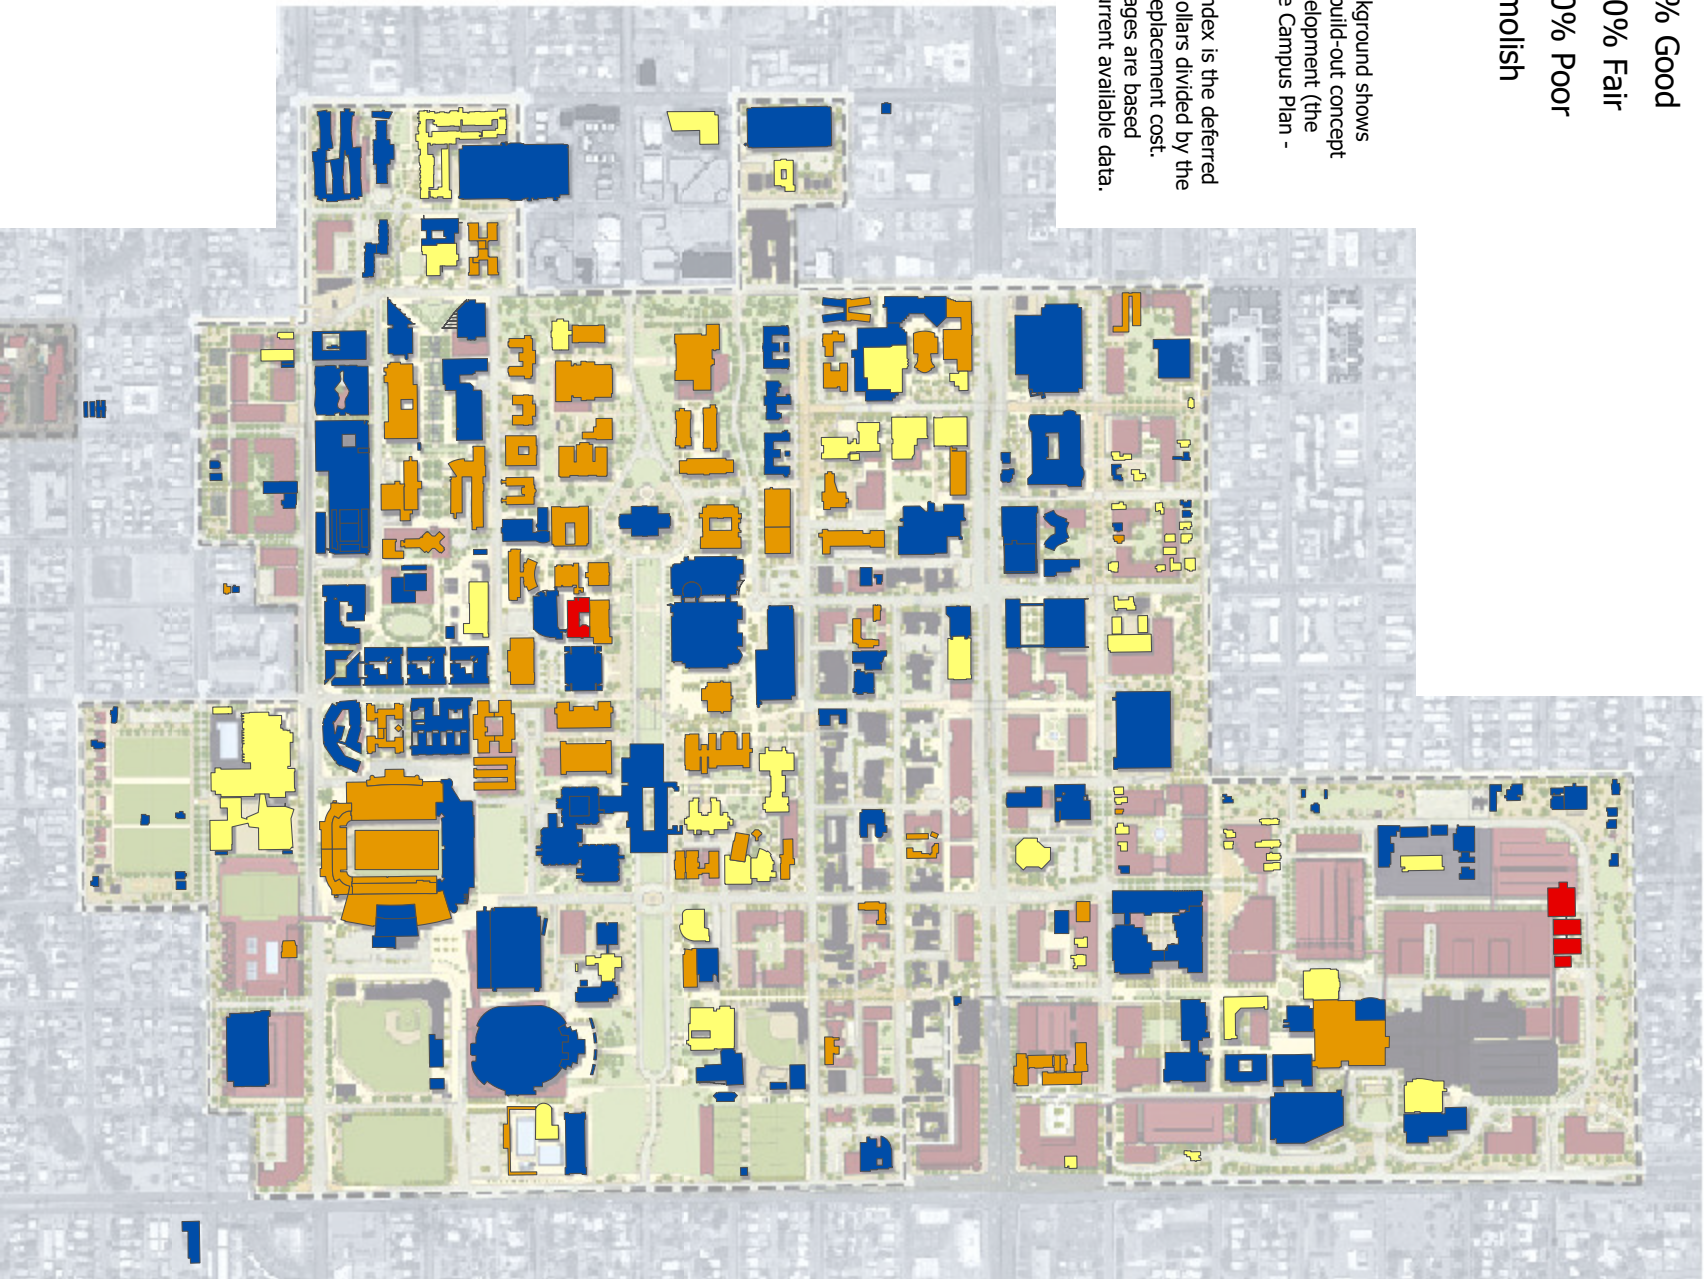 % Good
0% Fair
0% Poor
molish
kground shows
build-out concept
elopment (the
e Campus Plan -
ndex is the deferred
ollars divided by the
eplacement cost.
ages are based
urrent available data.